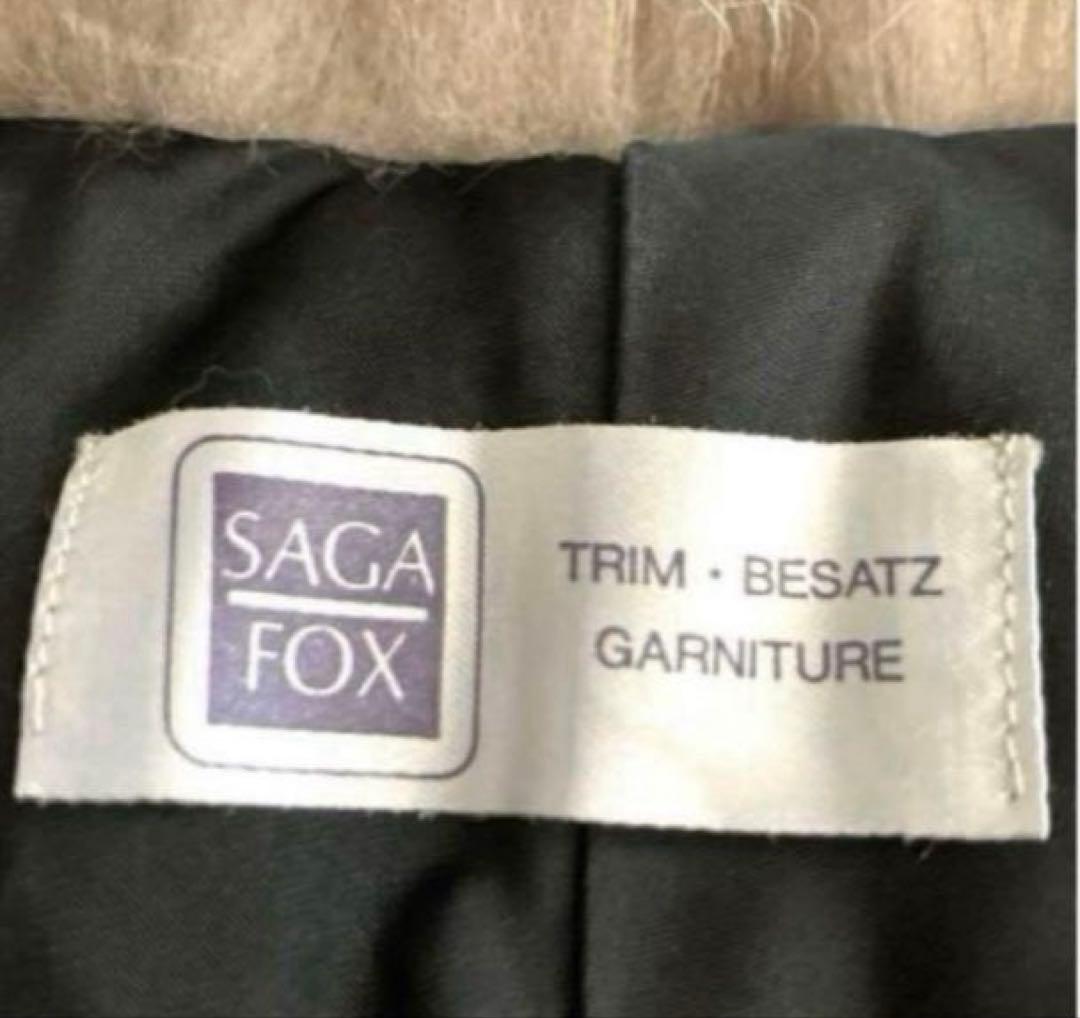 SAGA
FOX
TRIM · BESATZ
GARNITURE